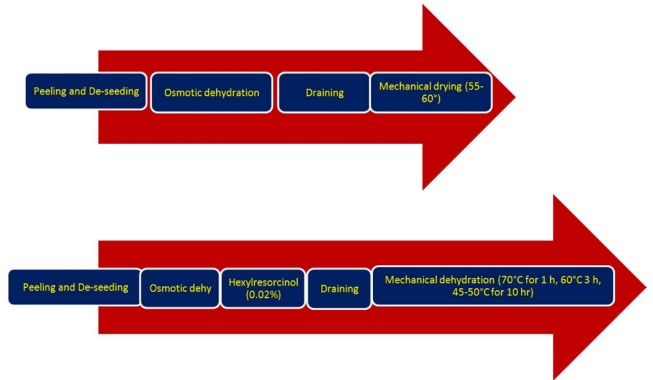 Peeling and De-seeding
Osmotic dehydration
Draining
Mechanical drying (55-
60°)
Peeling and De-seeding
Osmotic dehy
Hexylresorcinol
(0.02%)
Draining
Mechanical dehydration (70°C for 1 h, 60°C 3 h,
45-50°C for 10 hr)